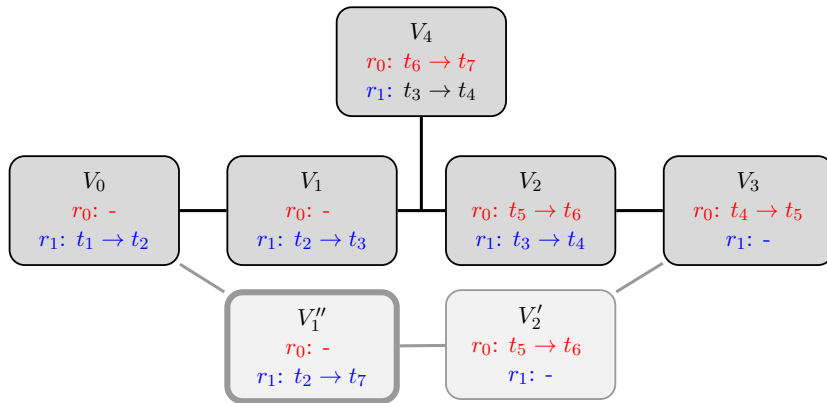 V₄
r₀: t₆ → t₇
r₁: t₃ → t₄
V₀
r₀: -
r₁: t₁ → t₂
V₁
r₀: -
r₁: t₂ → t₃
V₂
r₀: t₅ → t₆
r₁: t₃ → t₄
V₃
r₀: t₄ → t₅
r₁: -
V₁″
r₀: -
r₁: t₂ → t₇
V₂′
r₀: t₅ → t₆
r₁: -